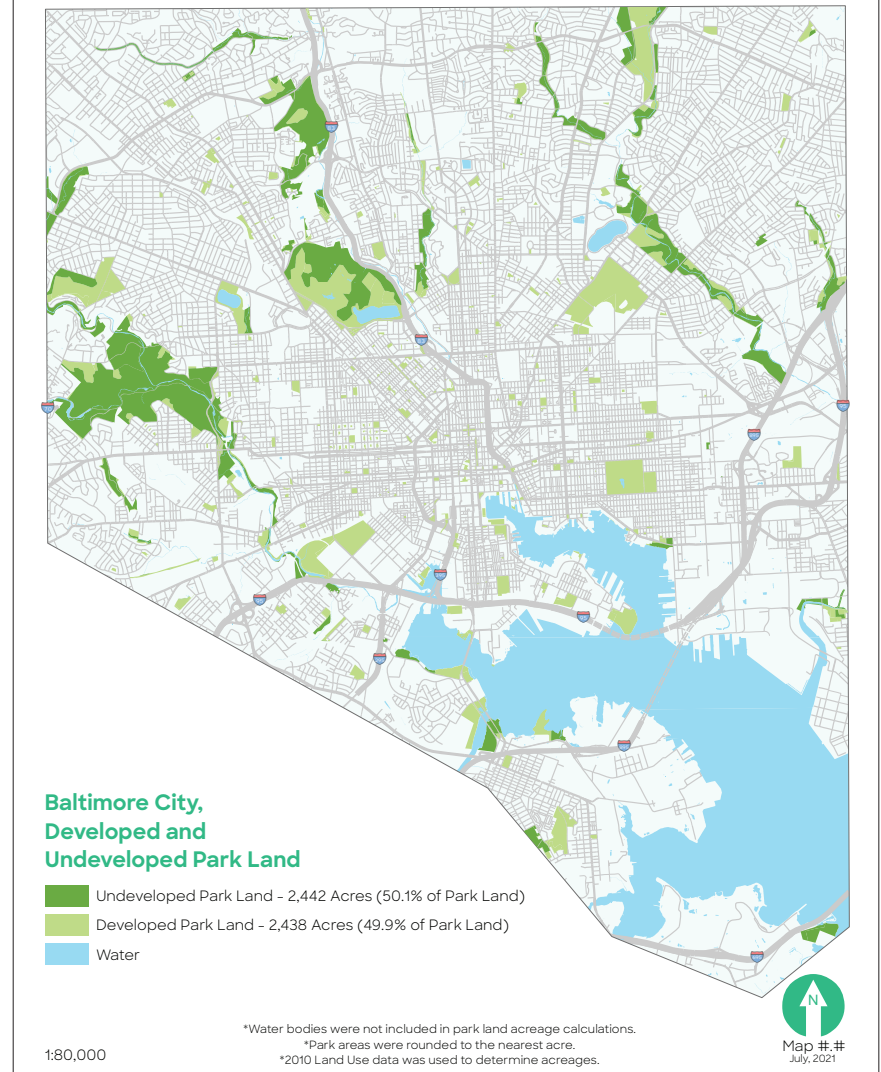 Baltimore City,
Developed and
Undeveloped Park Land
Undeveloped Park Land - 2,442 Acres (50.1% of Park Land)
Developed Park Land - 2,438 Acres (49.9% of Park Land)
Water
*Water bodies were not included in park land acreage calculations.
*Park areas were rounded to the nearest acre.
*2010 Land Use data was used to determine acreages.
1:80,000
N
Map #.#
July, 2021